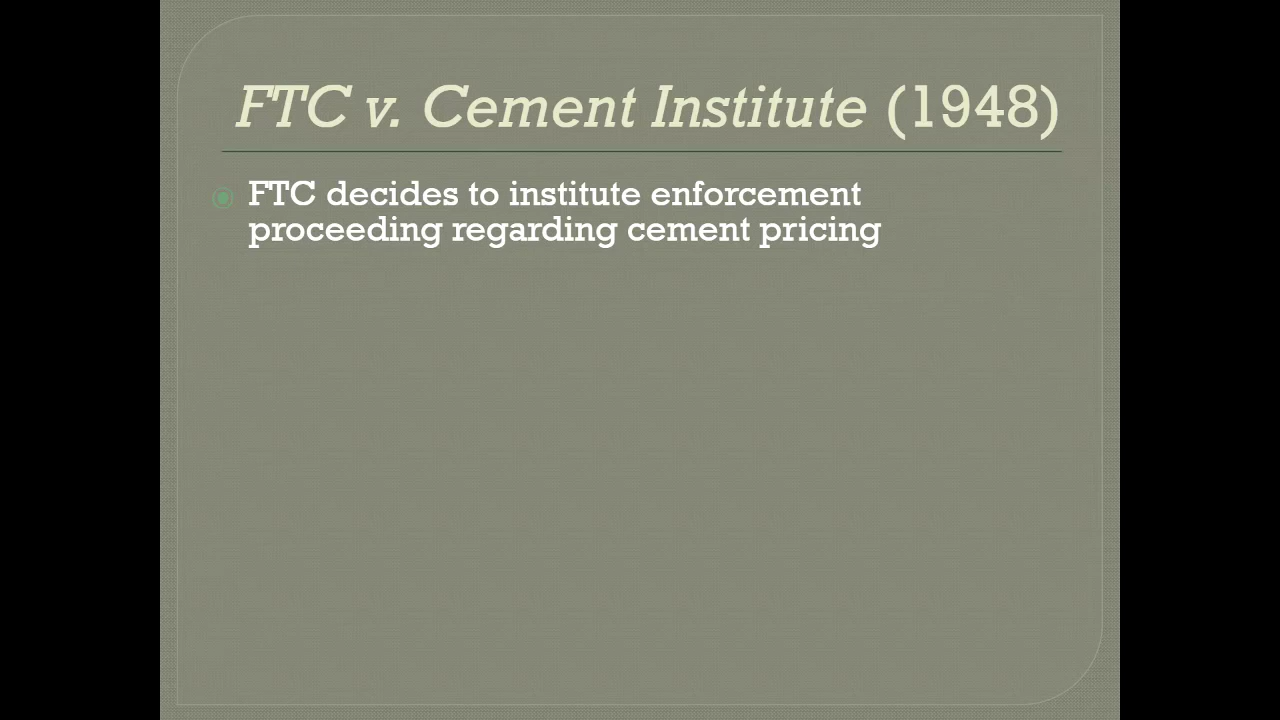 FTC v. Cement Institute (1948)
FTC decides to institute enforcement
proceeding regarding cement pricing